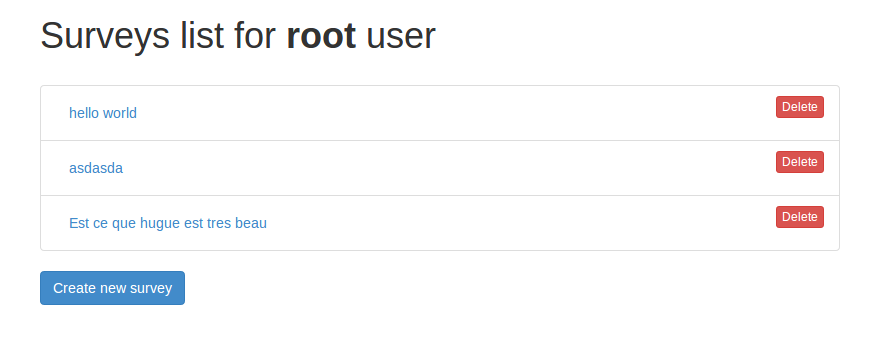 Surveys list for root user
hello world
Delete
asdasda
Delete
Est ce que hugue est tres beau
Delete
Create new survey